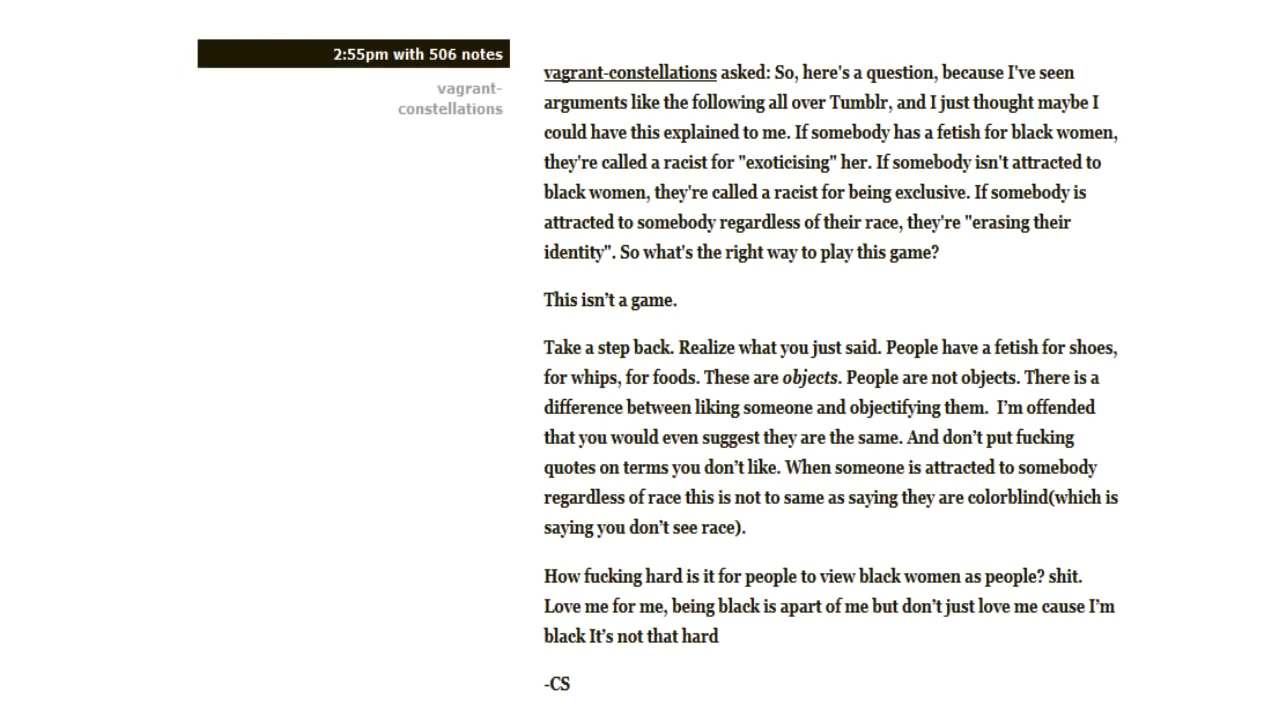 2:55pm with 506 notes
vagrant-
constellations
vagrant-constellations asked: So, here's a question, because I've seen
arguments like the following all over Tumblr, and I just thought maybe I
could have this explained to me. If somebody has a fetish for black women,
they're called a racist for "exoticising" her. If somebody isn't attracted to
black women, they're called a racist for being exclusive. If somebody is
attracted to somebody regardless of their race, they're "erasing their
identity". So what's the right way to play this game?
This isn’t a game.
Take a step back. Realize what you just said. People have a fetish for shoes,
for whips, for foods. These are objects. People are not objects. There is a
difference between liking someone and objectifying them.  I’m offended
that you would even suggest they are the same. And don’t put fucking
quotes on terms you don’t like. When someone is attracted to somebody
regardless of race this is not to same as saying they are colorblind(which is
saying you don’t see race).
How fucking hard is it for people to view black women as people? shit.
Love me for me, being black is apart of me but don’t just love me cause I’m
black It’s not that hard
-CS